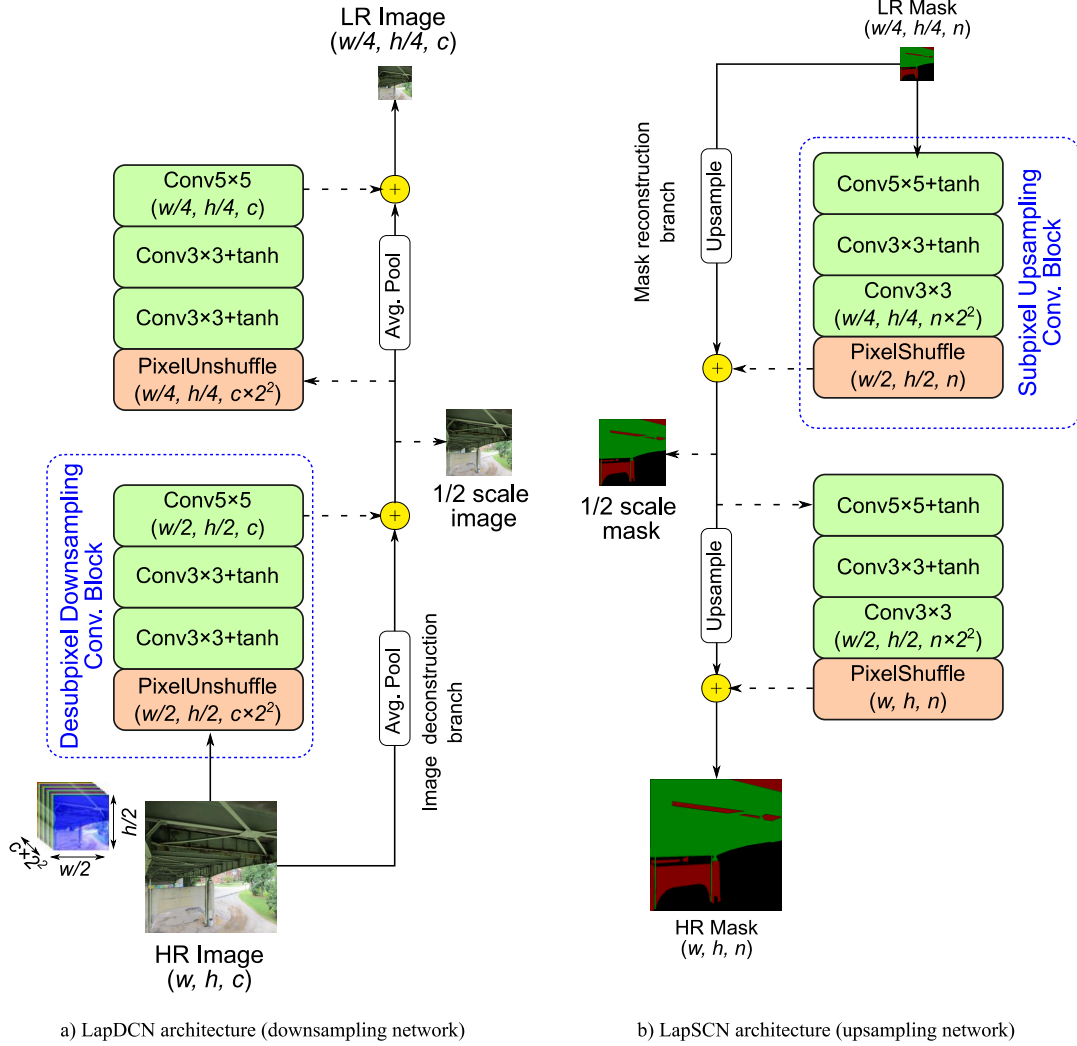 LR Image
(w/4, h/4, c)
Conv5×5
(w/4, h/4, c)
Conv3×3+tanh
Conv3×3+tanh
PixelUnshuffle
(w/4, h/4, c×2²)
+
Avg. Pool
1/2 scale
image
Desubpixel Downsampling
Conv. Block
Conv5×5
(w/2, h/2, c)
Conv3×3+tanh
Conv3×3+tanh
PixelUnshuffle
(w/2, h/2, c×2²)
+
Avg. Pool
Image deconstruction
branch
h/2
w/2
c×2²
HR Image
(w, h, c)
a) LapDCN architecture (downsampling network)
LR Mask
(w/4, h/4, n)
Mask reconstruction
branch
Upsample
Conv5×5+tanh
Conv3×3+tanh
Conv3×3
(w/4, h/4, n×2²)
PixelShuffle
(w/2, h/2, n)
Subpixel Upsampling
Conv. Block
+
1/2 scale
mask
Upsample
Conv5×5+tanh
Conv3×3+tanh
Conv3×3
(w/2, h/2, n×2²)
PixelShuffle
(w, h, n)
+
HR Mask
(w, h, n)
b) LapSCN architecture (upsampling network)